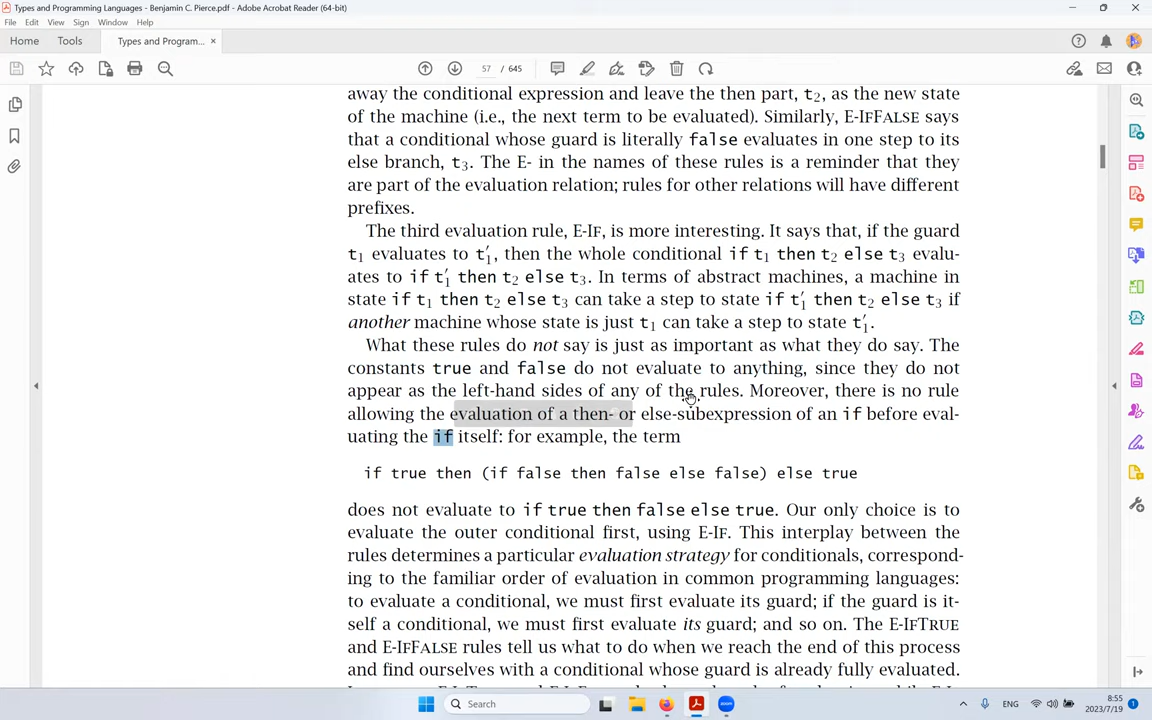 Types and Programming Languages - Benjamin C. Pierce.pdf - Adobe Acrobat Reader (64-bit)
File Edit View Sign Window Help
Home Tools Types and Program... ×
57 / 645
away the conditional expression and leave the then part, t₂, as the new state
of the machine (i.e., the next term to be evaluated). Similarly, E-IFFALSE says
that a conditional whose guard is literally false evaluates in one step to its
else branch, t₃. The E- in the names of these rules is a reminder that they
are part of the evaluation relation; rules for other relations will have different
prefixes.
The third evaluation rule, E-IF, is more interesting. It says that, if the guard
t₁ evaluates to t₁′, then the whole conditional if t₁ then t₂ else t₃ evalu-
ates to if t₁′ then t₂ else t₃. In terms of abstract machines, a machine in
state if t₁ then t₂ else t₃ can take a step to state if t₁′ then t₂ else t₃ if
another machine whose state is just t₁ can take a step to state t₁′.
What these rules do not say is just as important as what they do say. The
constants true and false do not evaluate to anything, since they do not
appear as the left-hand sides of any of the rules. Moreover, there is no rule
allowing the evaluation of a then- or else-subexpression of an if before eval-
uating the if itself: for example, the term
if true then (if false then false else false) else true
does not evaluate to if true then false else true. Our only choice is to
evaluate the outer conditional first, using E-IF. This interplay between the
rules determines a particular evaluation strategy for conditionals, correspond-
ing to the familiar order of evaluation in common programming languages:
to evaluate a conditional, we must first evaluate its guard; if the guard is it-
self a conditional, we must first evaluate its guard; and so on. The E-IFTRUE
and E-IFFALSE rules tell us what to do when we reach the end of this process
and find ourselves with a conditional whose guard is already fully evaluated.
Search
zoom
ENG
8:55
2023/7/19
1